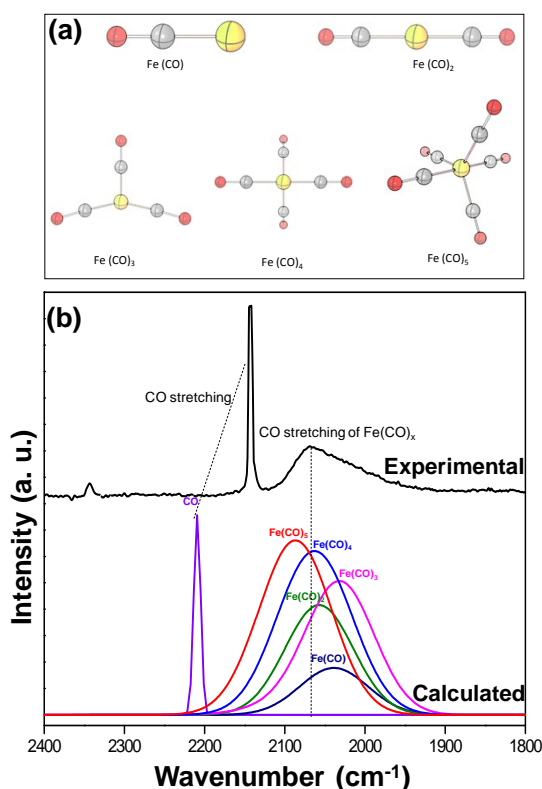 (a)
Fe (CO)
Fe (CO)₂
Fe (CO)₃
Fe (CO)₄
Fe (CO)₅
(b)
CO stretching
CO stretching of Fe(CO)ₓ
Experimental
CO
Fe(CO)₅
Fe(CO)₄
Fe(CO)₃
Fe(CO)₂
Fe(CO)
Calculated
Intensity (a. u.)
2400 2300 2200 2100 2000 1900 1800
Wavenumber (cm⁻¹)